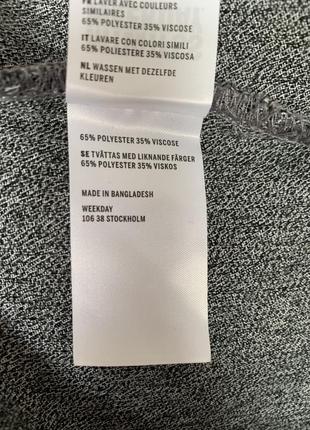 FR LAVER AVEC COULEURS
SIMILAIRES
65% POLYESTER 35% VISCOSE
IT LAVARE CON COLORI SIMILI
65% POLIESTERE 35% VISCOSA
NL WASSEN MET DEZELFDE
KLEUREN
65% POLYESTER 35% VISCOSE
SE TVÄTTAS MED LIKNANDE FÄRGER
65% POLYESTER 35% VISKOS
MADE IN BANGLADESH
WEEKDAY
106 38 STOCKHOLM